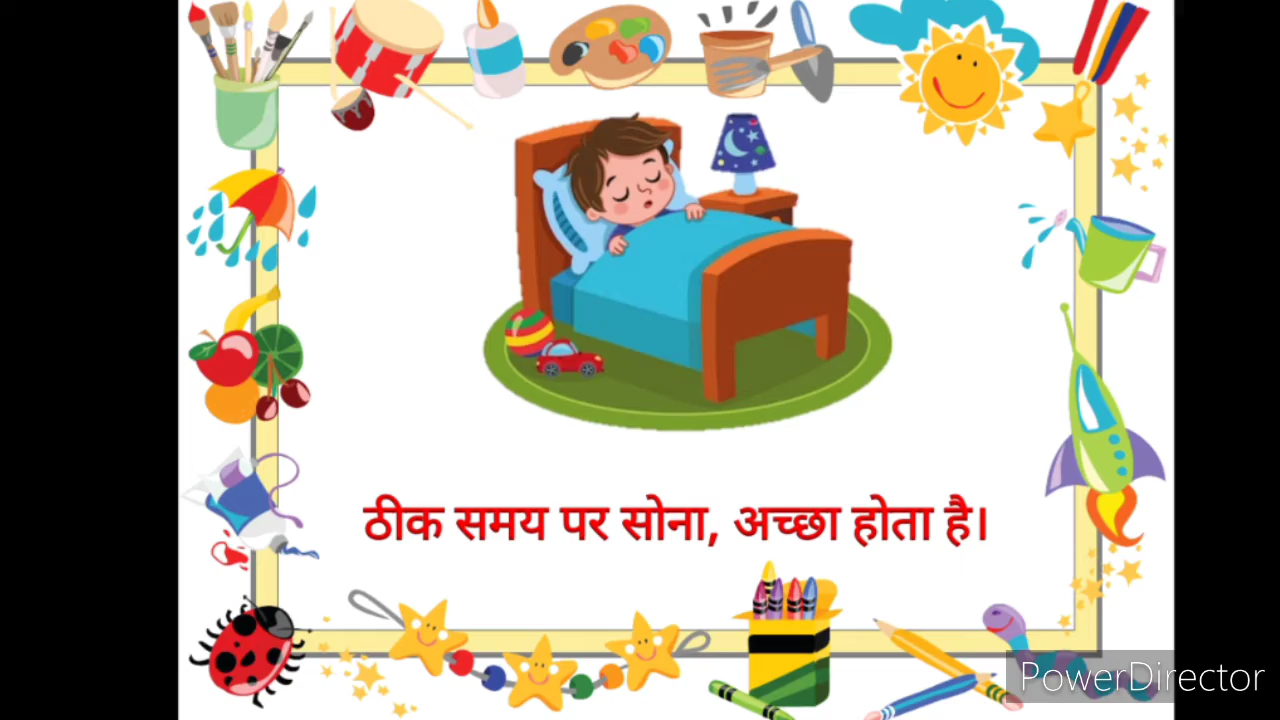 ठीक समय पर सोना, अच्छा होता है।
PowerDirector